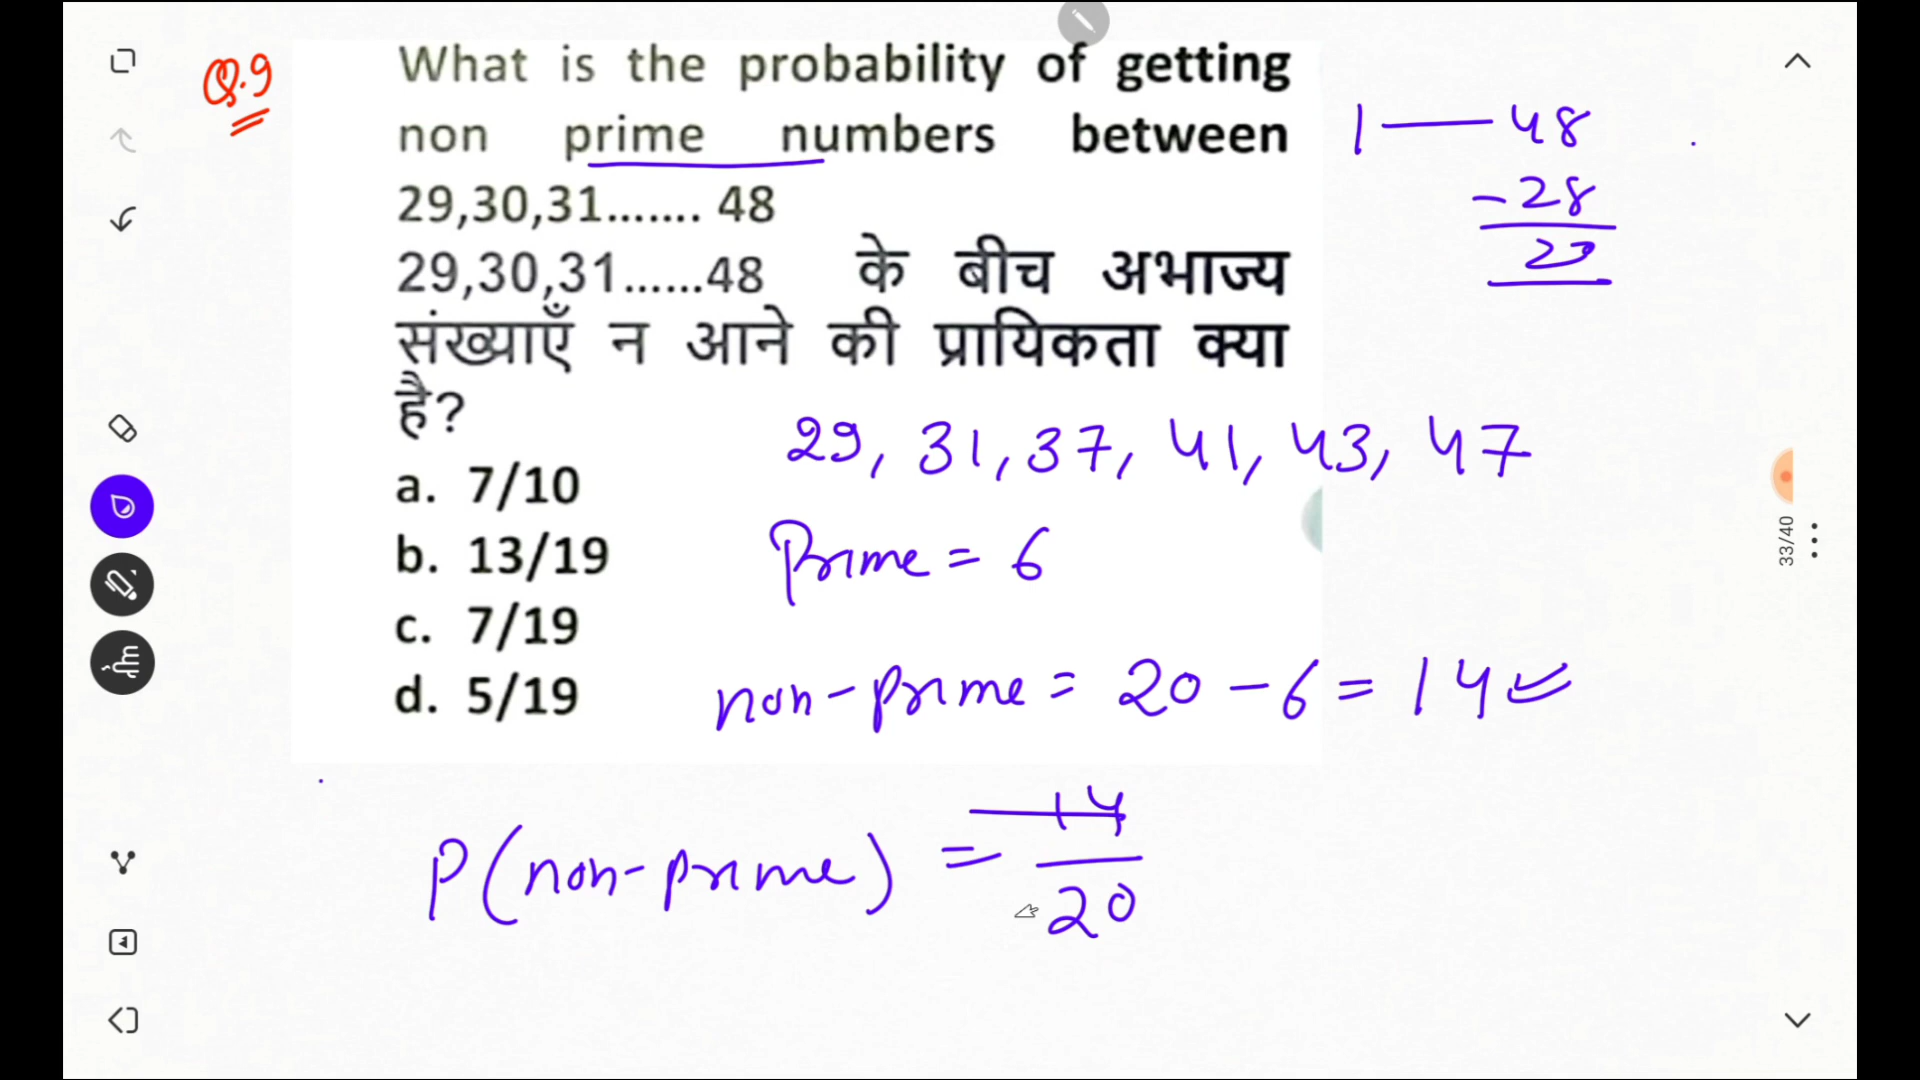 Q.9
What is the probability of getting
non prime numbers between
29,30,31....... 48
29,30,31......48 के बीच अभाज्य
संख्याएँ न आने की प्रायिकता क्या
है?
a. 7/10
b. 13/19
c. 7/19
d. 5/19
1 — 48
- 28
20
29, 31, 37, 41, 43, 47
Prime = 6
non-prime = 20 - 6 = 14
P(non-prime) = 14/20
33/40